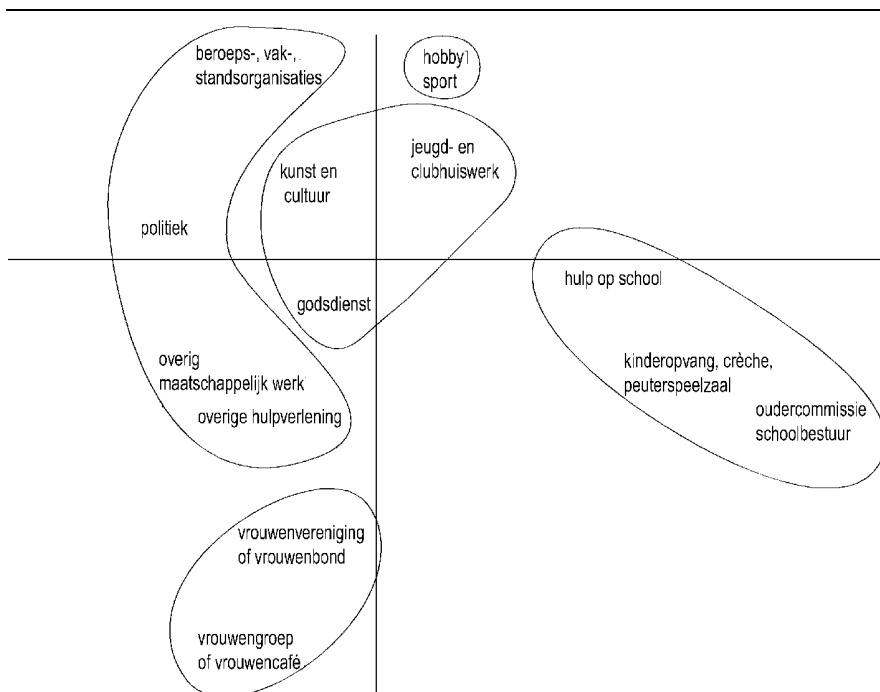 beroeps-, vak-,
standsorganisaties
hobby
sport
kunst en
cultuur
jeugd- en
clubhuiswerk
politiek
godsdienst
hulp op school
overig
maatschappelijk werk
overige hulpverlening
kinderopvang, crèche,
peuterspeelzaal
oudercommissie
schoolbestuur
vrouwenvereniging
of vrouwenbond
vrouwengroep
of vrouwencafé